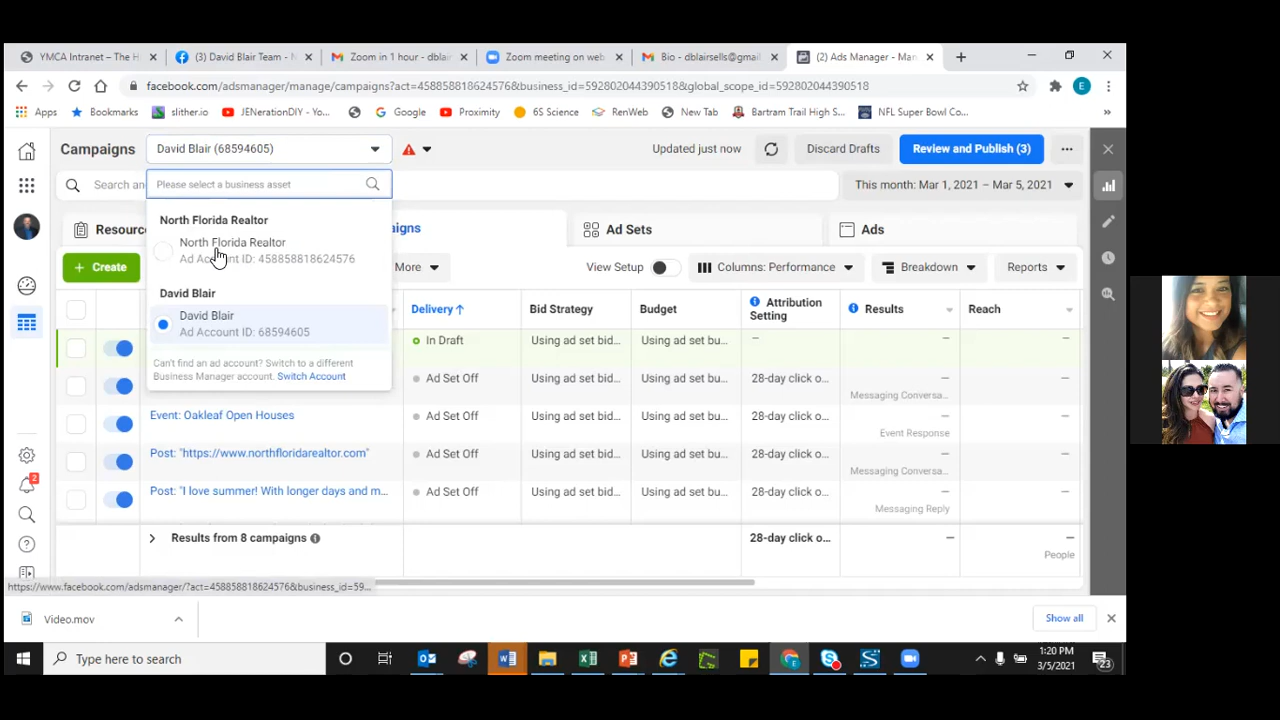 YMCA Intranet – The H
(3) David Blair Team - N
Zoom in 1 hour - dblair
Zoom meeting on web
Bio - dblairsells@gmail
(2) Ads Manager - Man
facebook.com/adsmanager/manage/campaigns?act=458858818624576&business_id=592802044390518&global_scope_id=592802044390518
E
Apps
Bookmarks
slither.io
JENerationDIY - Yo...
Google
Proximity
6S Science
RenWeb
New Tab
Bartram Trail High S...
NFL Super Bowl Co...
»
Campaigns
David Blair (68594605)
Updated just now
Discard Drafts
Review and Publish (3)
Search an
Please select a business asset
This month: Mar 1, 2021 – Mar 5, 2021
Resourc
aigns
Ad Sets
Ads
North Florida Realtor
North Florida Realtor
Ad Account ID: 458858818624576
David Blair
David Blair
Ad Account ID: 68594605
Can't find an ad account? Switch to a different
Business Manager account. Switch Account
+ Create
More
View Setup
Columns: Performance
Breakdown
Reports
Delivery ↑
Bid Strategy
Budget
Attribution
Setting
Results
Reach
In Draft
Using ad set bid...
Using ad set bu...
–
Ad Set Off
Using ad set bid...
Using ad set bu...
28-day click o...
–
–
Messaging Conversa...
Event: Oakleaf Open Houses
Ad Set Off
Using ad set bid...
Using ad set bu...
28-day click o...
–
–
Event Response
Post: "https://www.northfloridarealtor.com"
Ad Set Off
Using ad set bid...
Using ad set bu...
28-day click o...
–
–
Messaging Conversa...
Post: "I love summer! With longer days and m...
Ad Set Off
Using ad set bid...
Using ad set bu...
28-day click o...
–
–
Messaging Reply
Results from 8 campaigns
28-day click o...
–
–
People
2
https://www.facebook.com/adsmanager/?act=458858818624576&business_id=59...
Video.mov
Show all
Type here to search
1:20 PM
3/5/2021
23